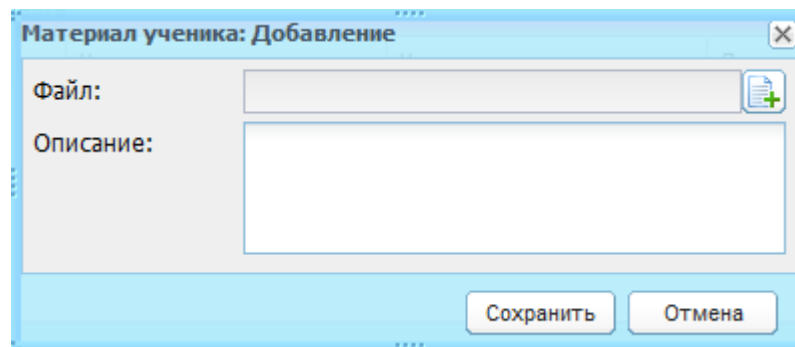 Материал ученика: Добавление
Файл:
Описание:
Сохранить
Отмена